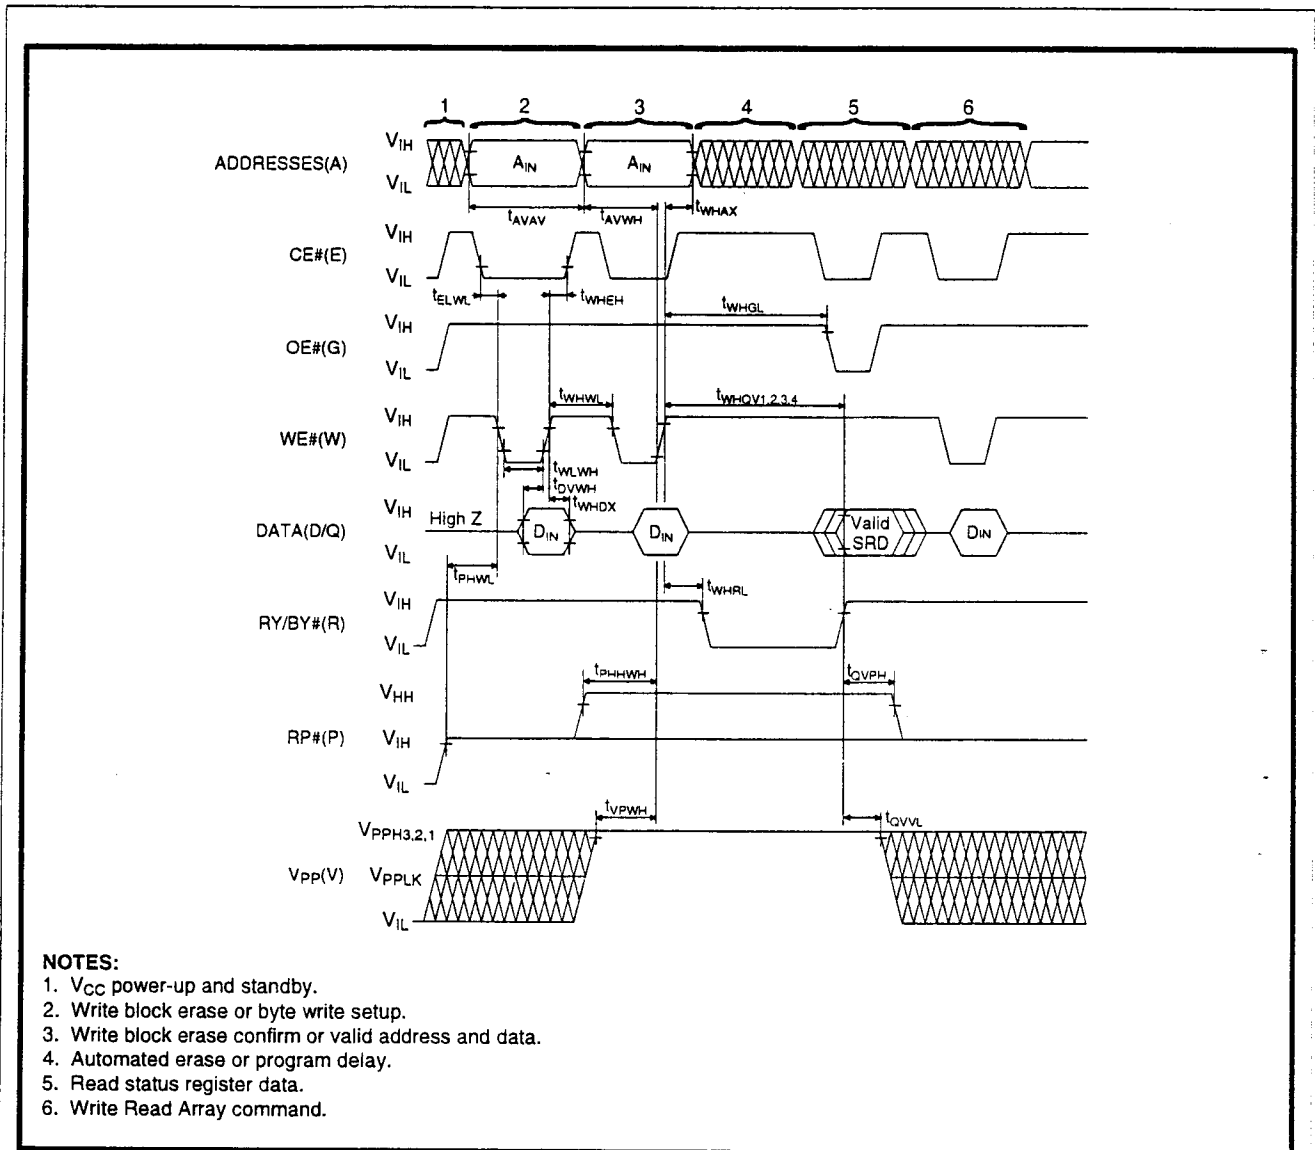 1 2 3 4 5 6
ADDRESSES(A) VIH VIL AIN AIN
tAVAV tAVWH tWHAX
CE#(E) VIH VIL
tELWL tWHEH tWHGL
OE#(G) VIH VIL
tWHWL tWHQV1,2,3,4
WE#(W) VIH VIL
tWLWH
tDVWH
tWHDX
DATA(D/Q) VIH VIL High Z DIN DIN Valid SRD DIN
tPHWL tWHRL
RY/BY#(R) VIH VIL
tPHHWH tQVPH
RP#(P) VHH VIH VIL
tVPWH tQVVL
VPP(V) VPPH3,2,1 VPPLK VIL
NOTES:
1. VCC power-up and standby.
2. Write block erase or byte write setup.
3. Write block erase confirm or valid address and data.
4. Automated erase or program delay.
5. Read status register data.
6. Write Read Array command.